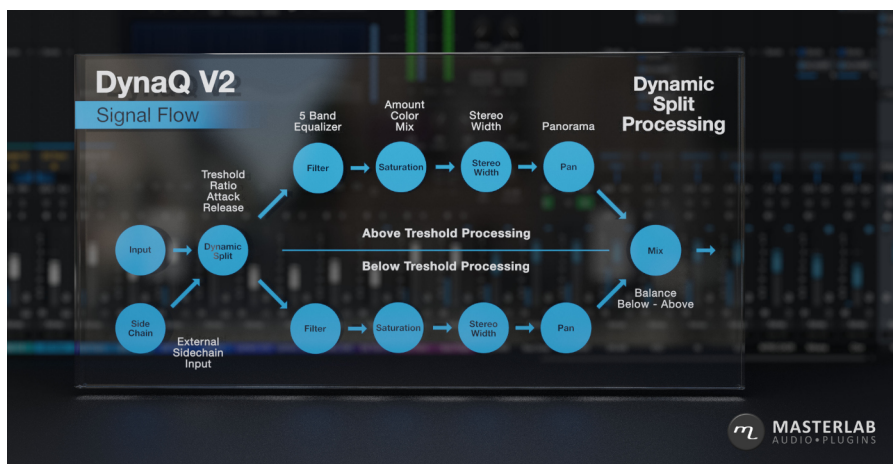 DynaQ V2
Signal Flow
Dynamic
Split
Processing
5 Band
Equalizer
Amount
Color
Mix
Stereo
Width
Panorama
Filter
Saturation
Stereo
Width
Pan
Treshold
Ratio
Attack
Release
Input
Dynamic
Split
Above Treshold Processing
Below Treshold Processing
Mix
Balance
Below - Above
Side
Chain
External
Sidechain
Input
Filter
Saturation
Stereo
Width
Pan
m
MASTERLAB
AUDIO•PLUGINS